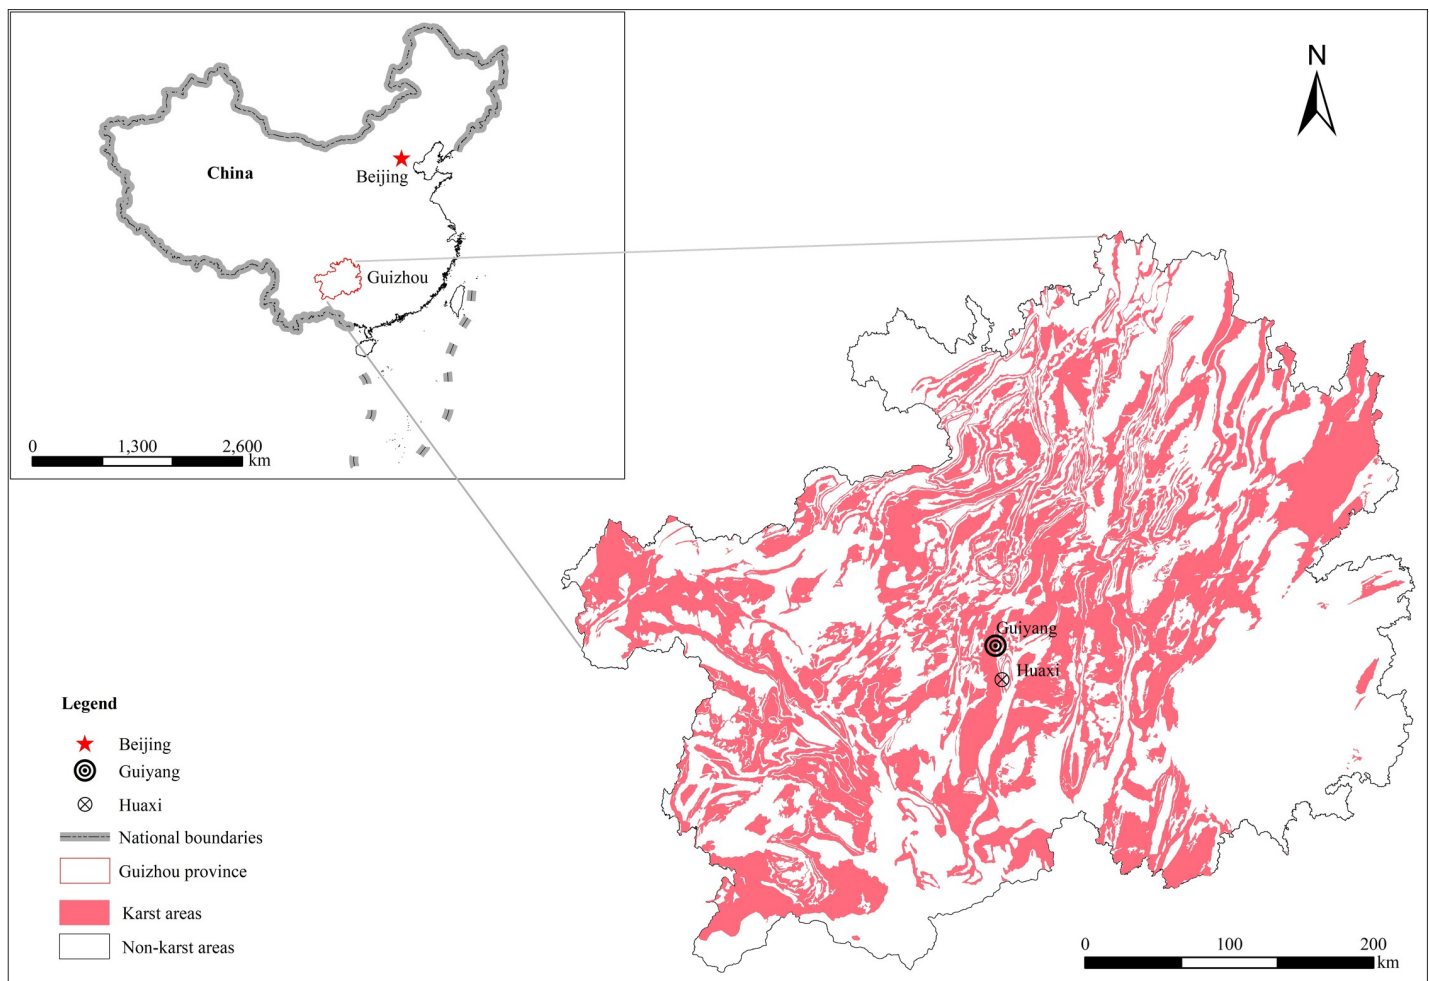 N
China
Beijing
Guizhou
0 1,300 2,600
km
Guiyang
Huaxi
Legend
Beijing
Guiyang
Huaxi
National boundaries
Guizhou province
Karst areas
Non-karst areas
0 100 200
km